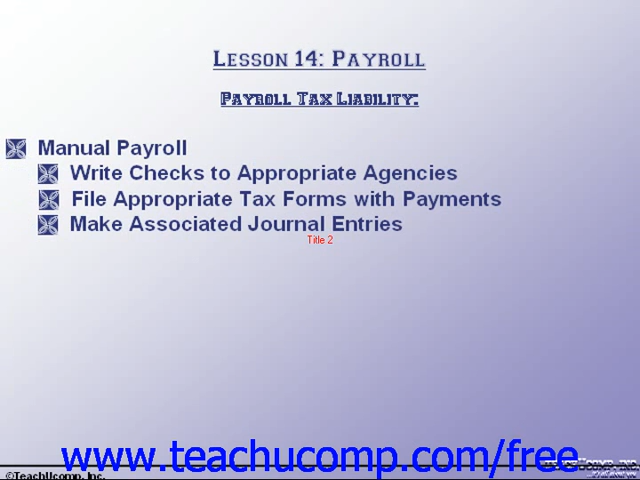 Lesson 14: Payroll
Payroll Tax Liability:
Manual Payroll
Write Checks to Appropriate Agencies
File Appropriate Tax Forms with Payments
Make Associated Journal Entries
Title 2
www.teachucomp.com/free
©TeachUcomp, Inc.